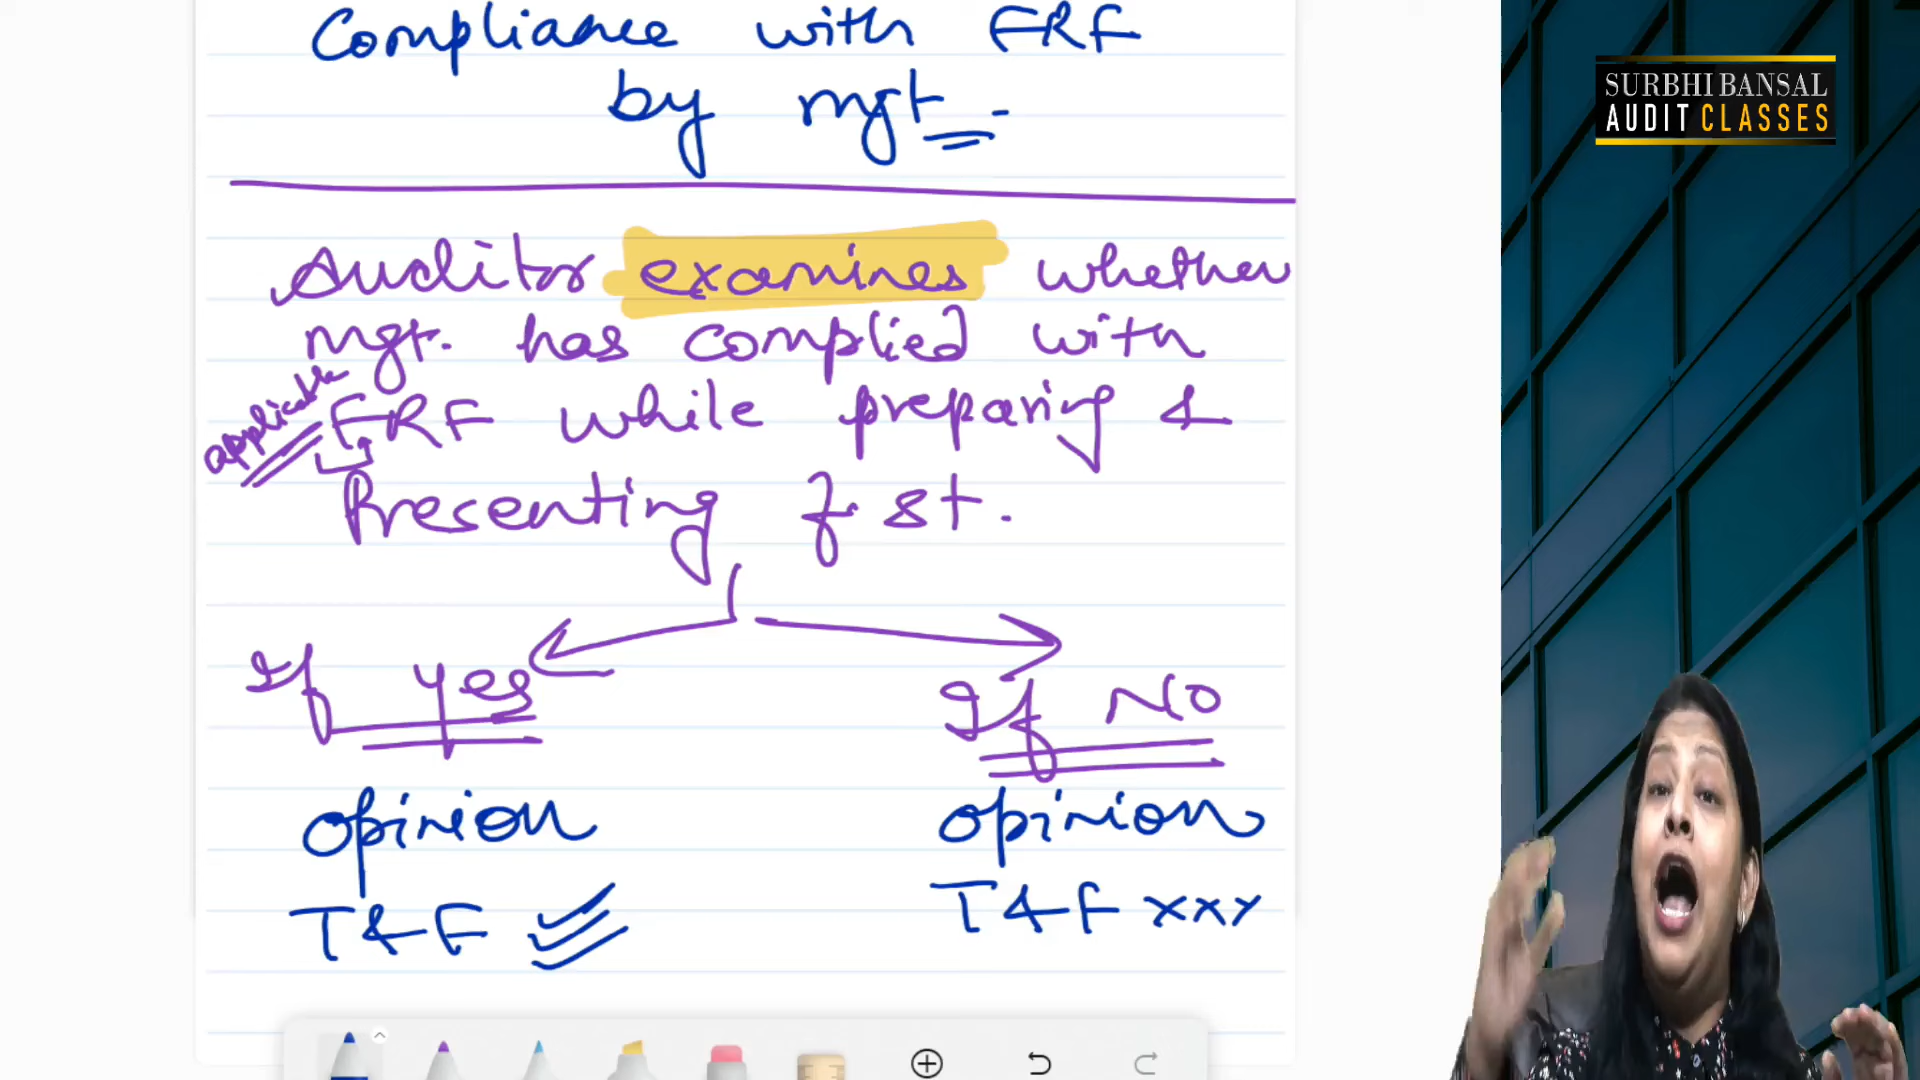 Compliance with FRF
by mgt.
SURBHI BANSAL
AUDIT CLASSES
Auditor examines whether
mgt. has complied with
applicable
FRF while preparing &
Presenting f. st.
If yes
If No
opinion
opinion
T & F
T & F xxx